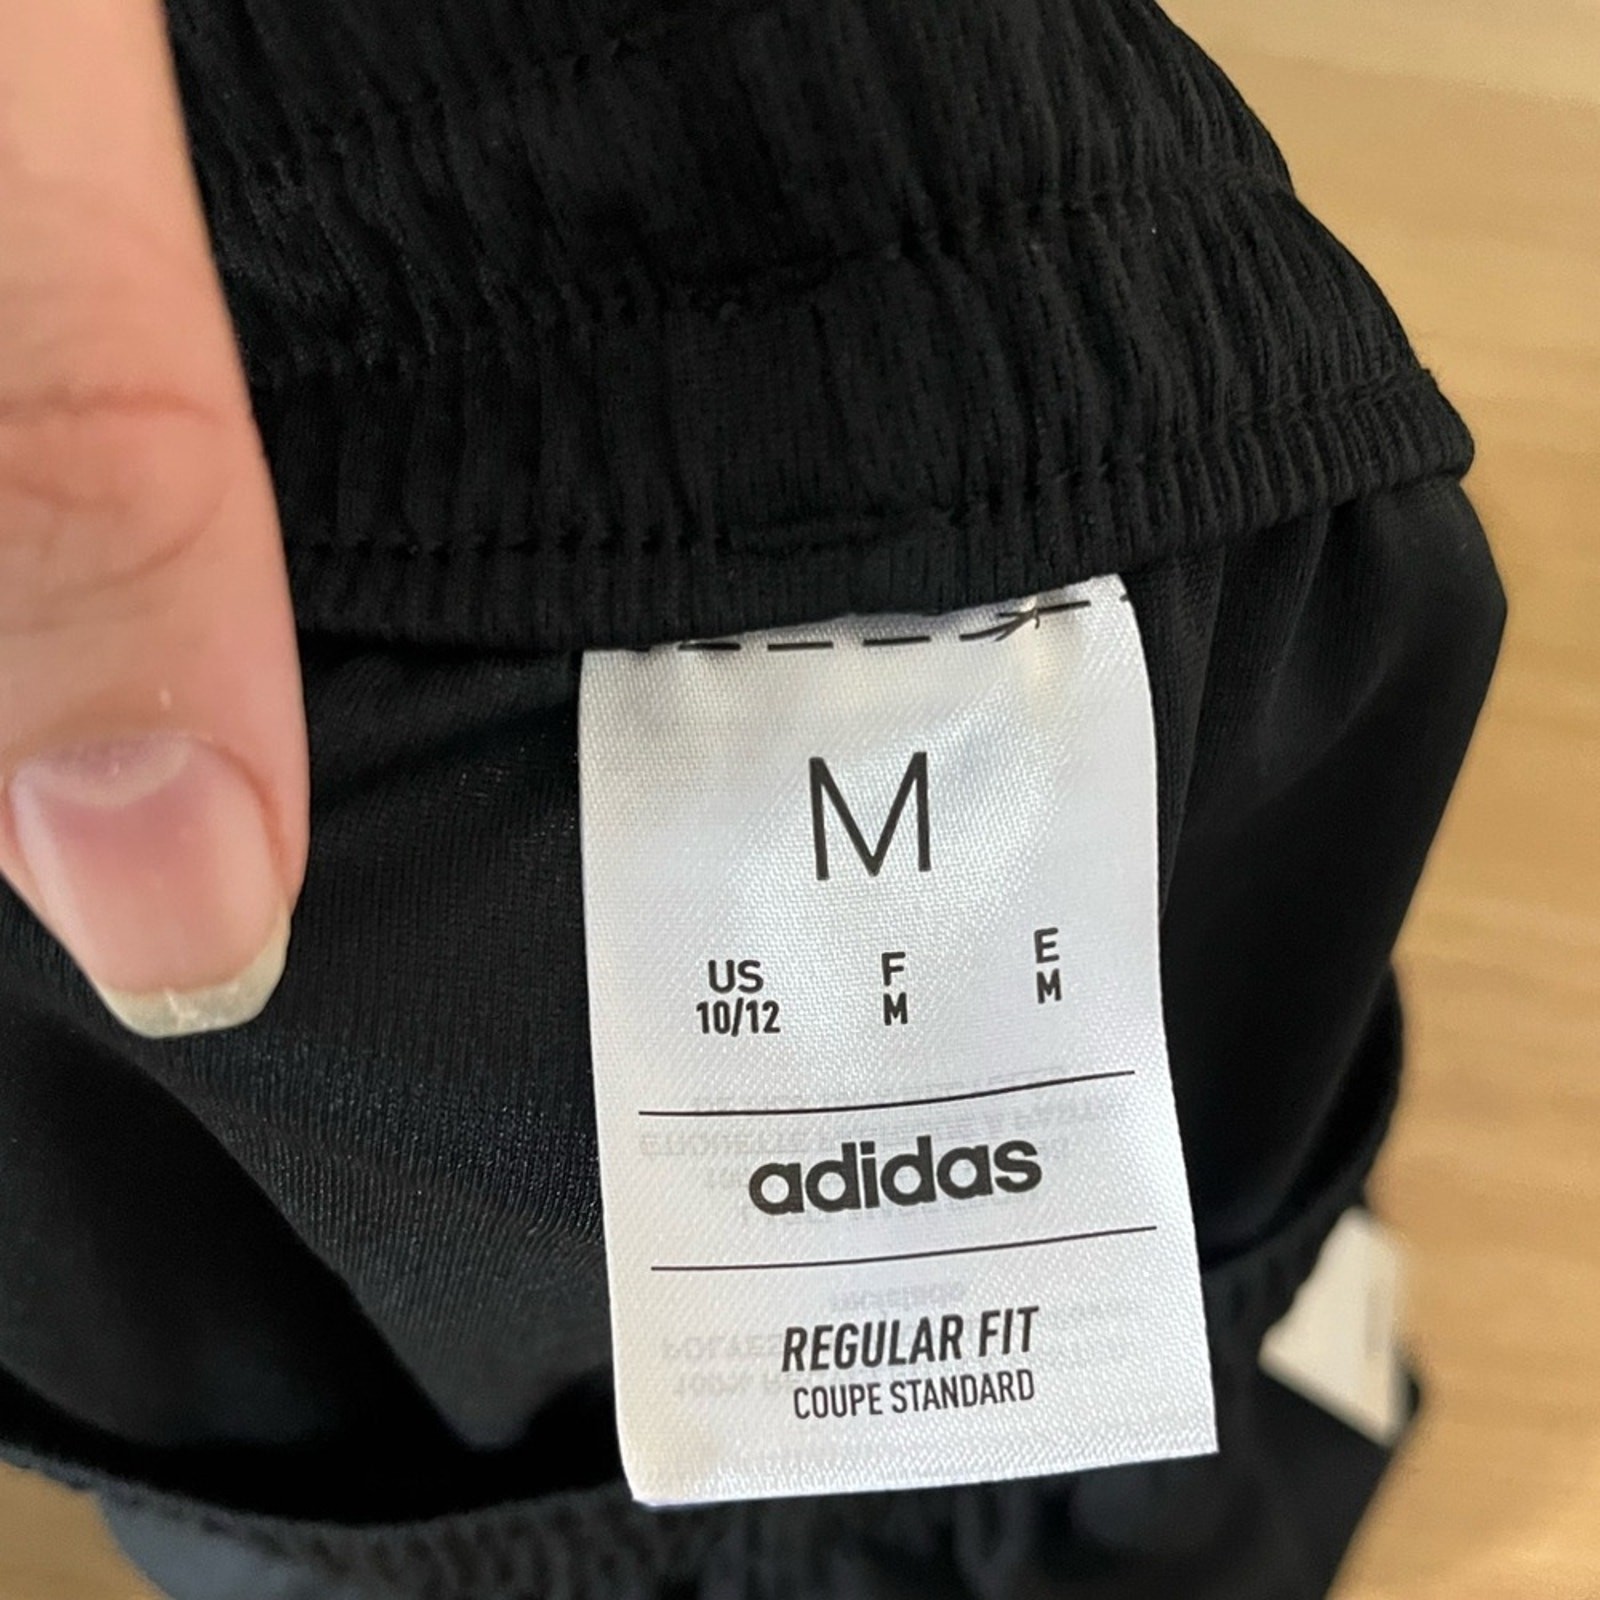 M
US F E
10/12 M M
adidas
REGULAR FIT
COUPE STANDARD